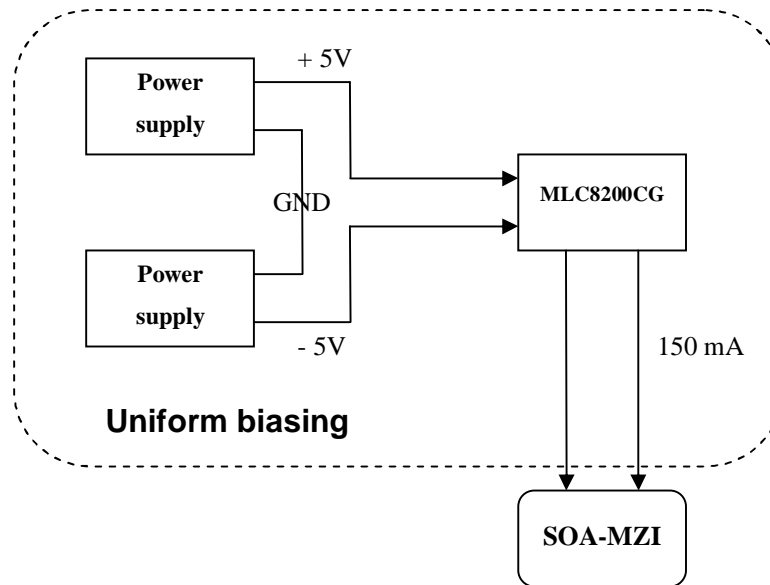 + 5V
Power
supply
MLC8200CG
GND
Power
supply
- 5V
150 mA
Uniform biasing
SOA-MZI